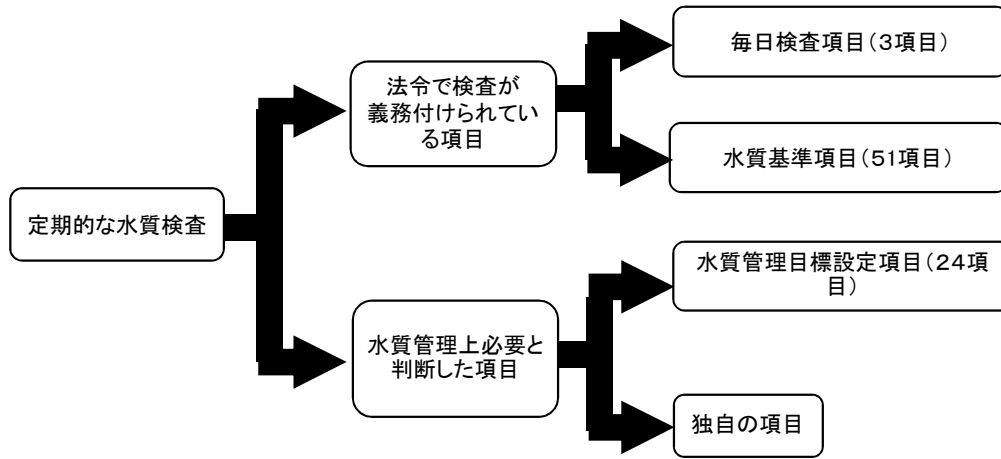 毎日検査項目（3項目）
法令で検査が
義務付けられてい
る項目
水質基準項目（51項目）
定期的な水質検査
水質管理目標設定項目（24項
目）
水質管理上必要と
判断した項目
独自の項目